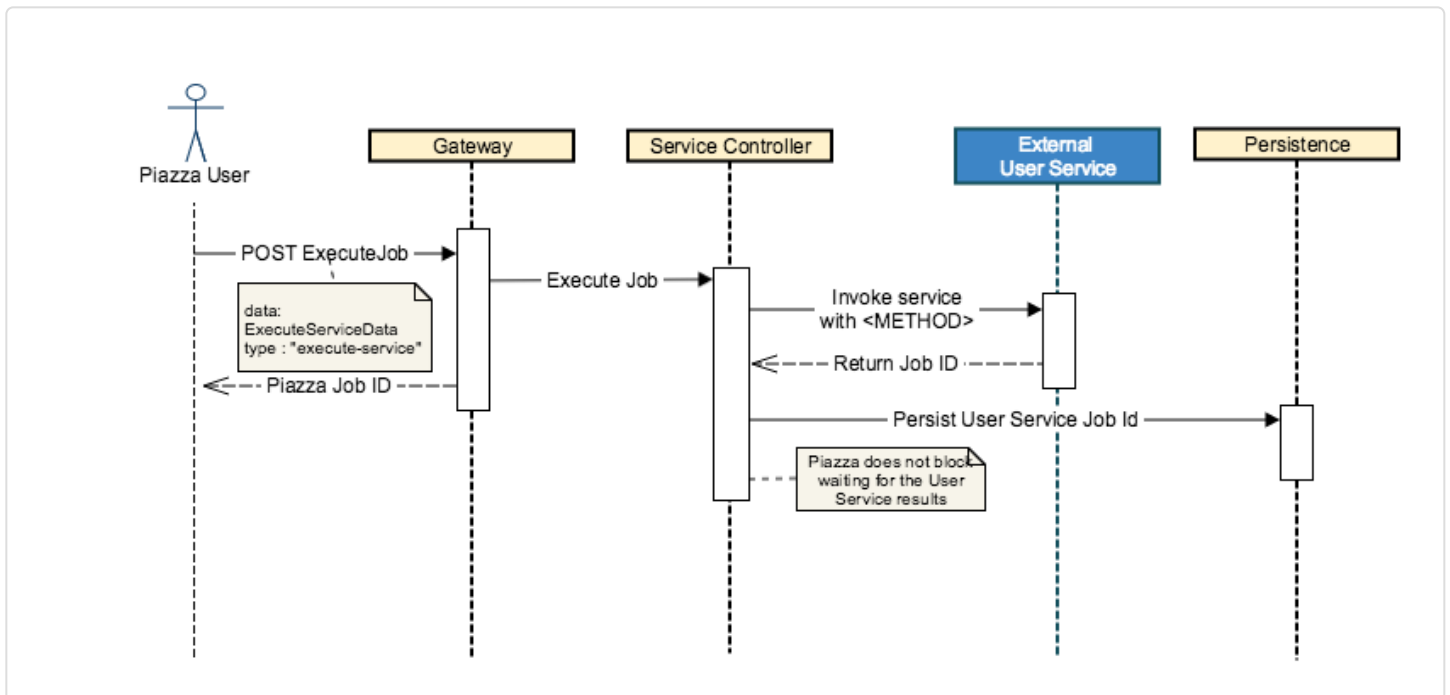 Piazza User
Gateway
Service Controller
External
User Service
Persistence
POST ExecuteJob
data:
ExecuteServiceData
type : "execute-service"
Execute Job
Invoke service
with <METHOD>
Return Job ID
Piazza Job ID
Persist User Service Job Id
Piazza does not block
waiting for the User
Service results